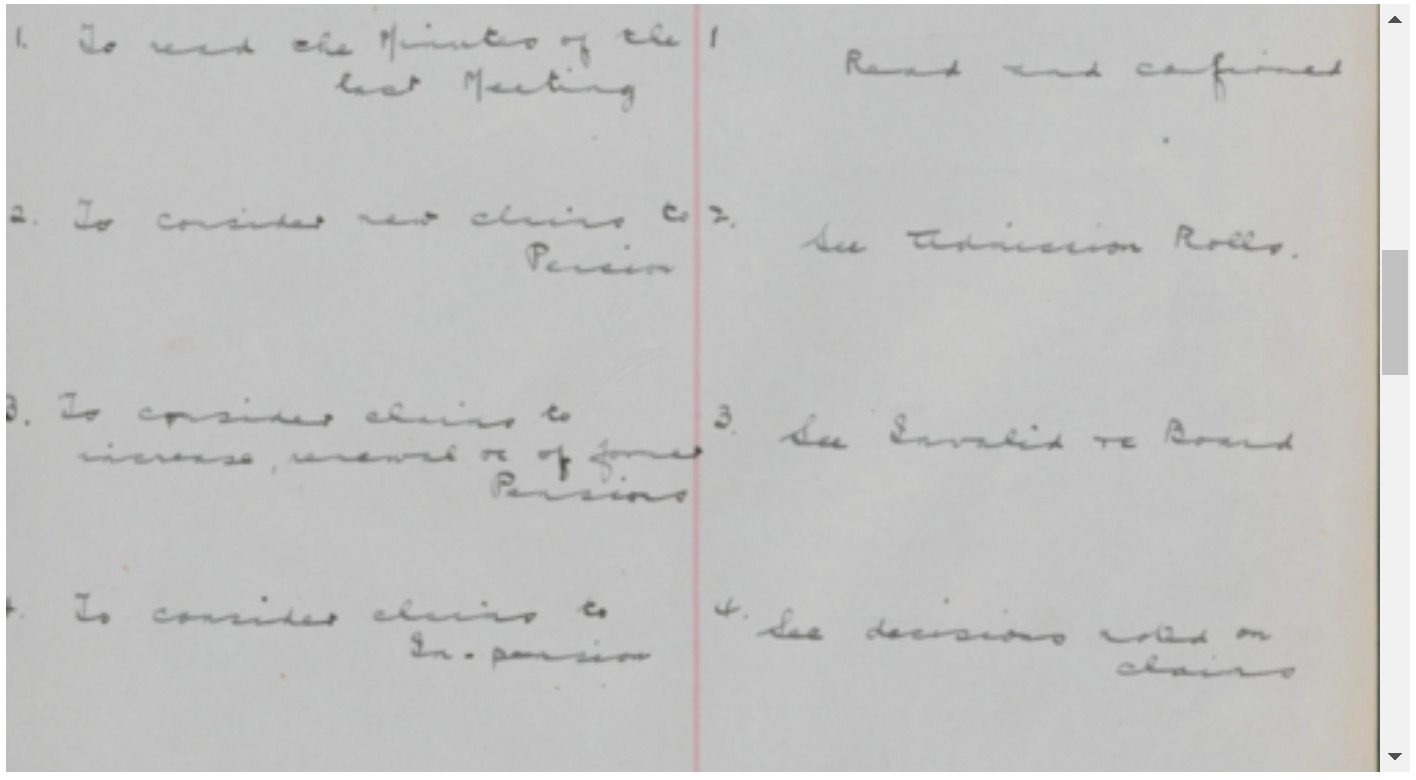 1. To read the Minutes of the
last Meeting
1 Read and confirmed
2. To consider new claims to
Pension
2. See Admission Rolls.
3. To consider claims to
increase, renewal or of former
Pensions
3. See Invalid re Board
4. To consider claims to
In-pension
4. See decisions noted on
claims